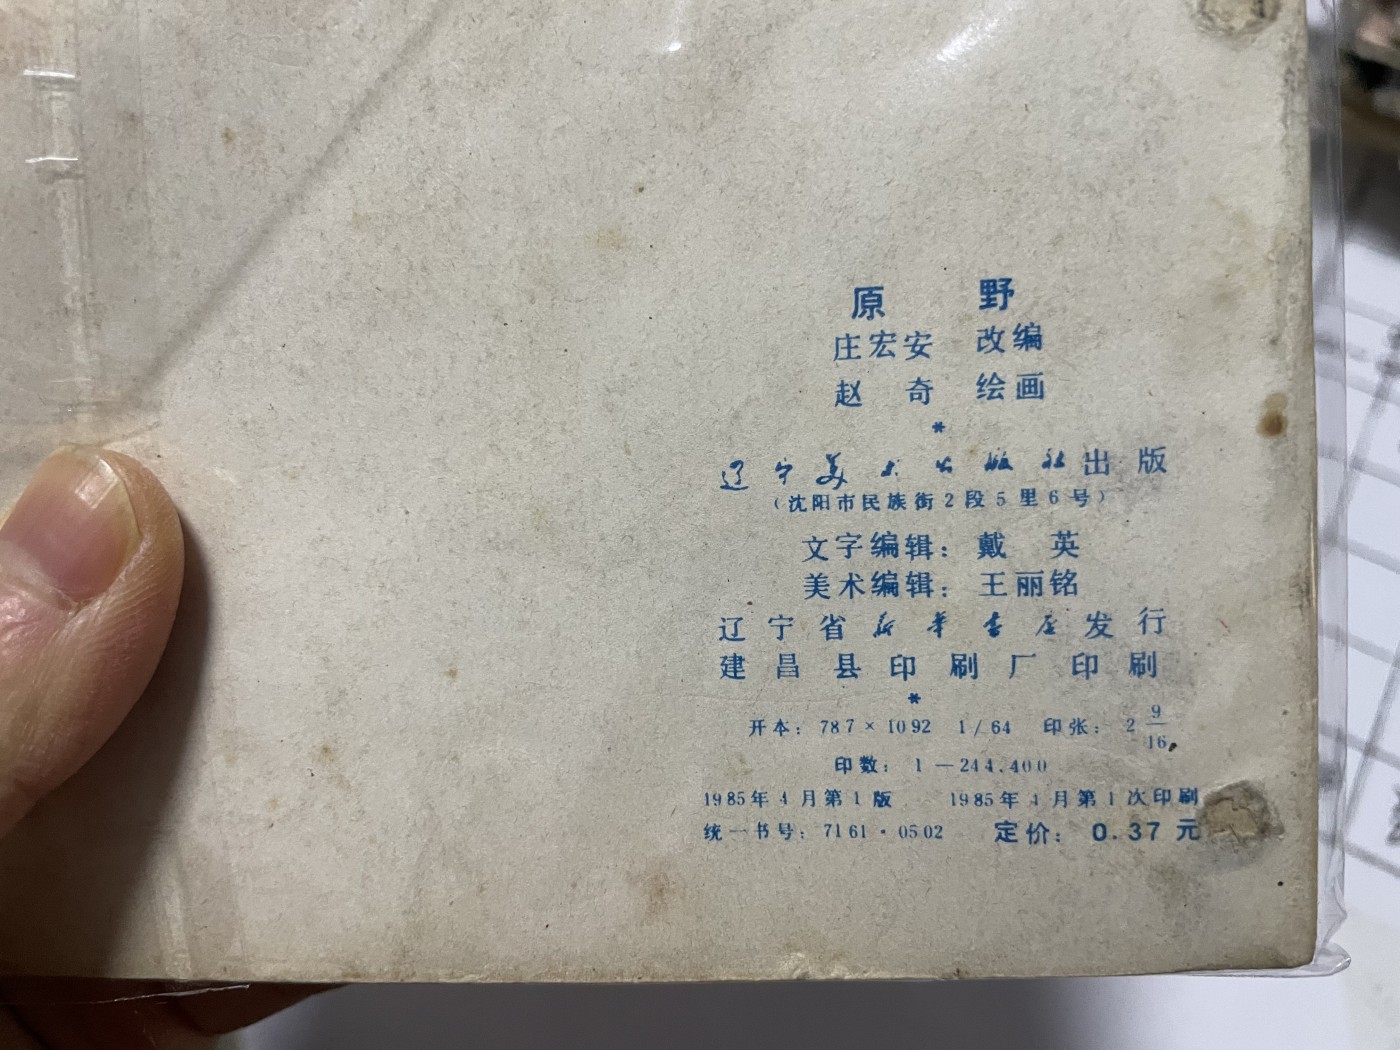 原 野
庄宏安 改编
赵 奇 绘画
*
辽宁美术出版社出版
（沈阳市民族街2段5里6号）
文字编辑：戴 英
美术编辑：王丽铭
辽宁省新华书店发行
建昌县印刷厂印刷
*
开本：787×1092 1/64 印张：2 9/16
印数：1—244,400
1985年4月第1版 1985年4月第1次印刷
统一书号：7161·0502 定价：0.37元